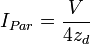 I_{Par} = \frac{V}{4z_d}